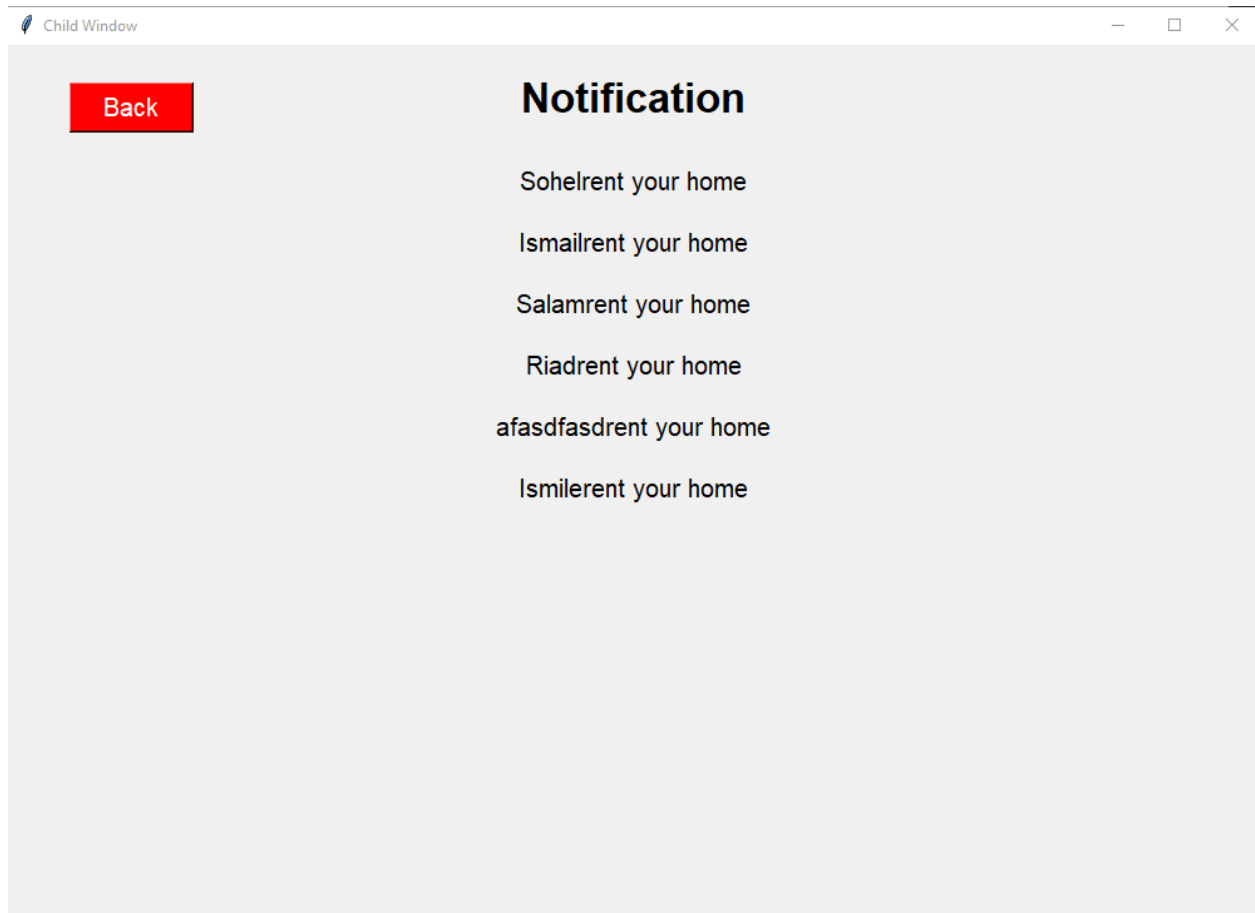 Child Window
Back
Notification
Sohelrent your home
Ismailrent your home
Salamrent your home
Riadrent your home
afasdfasdrent your home
Ismilerent your home